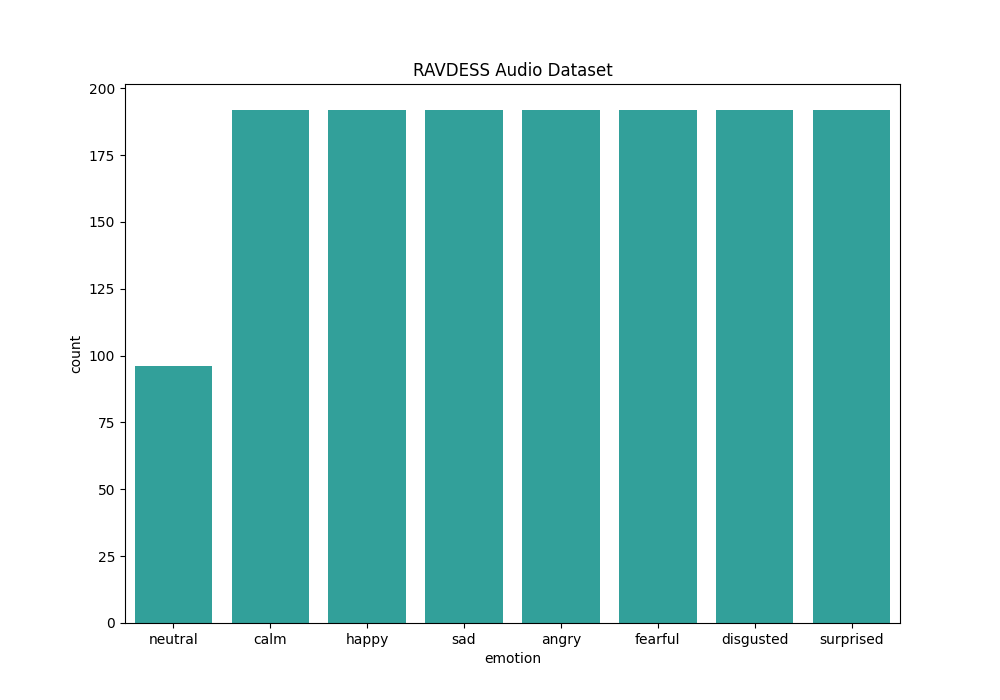 RAVDESS Audio Dataset
200
175
150
125
100
75
50
25
0
count
neutral calm happy sad angry fearful disgusted surprised
emotion